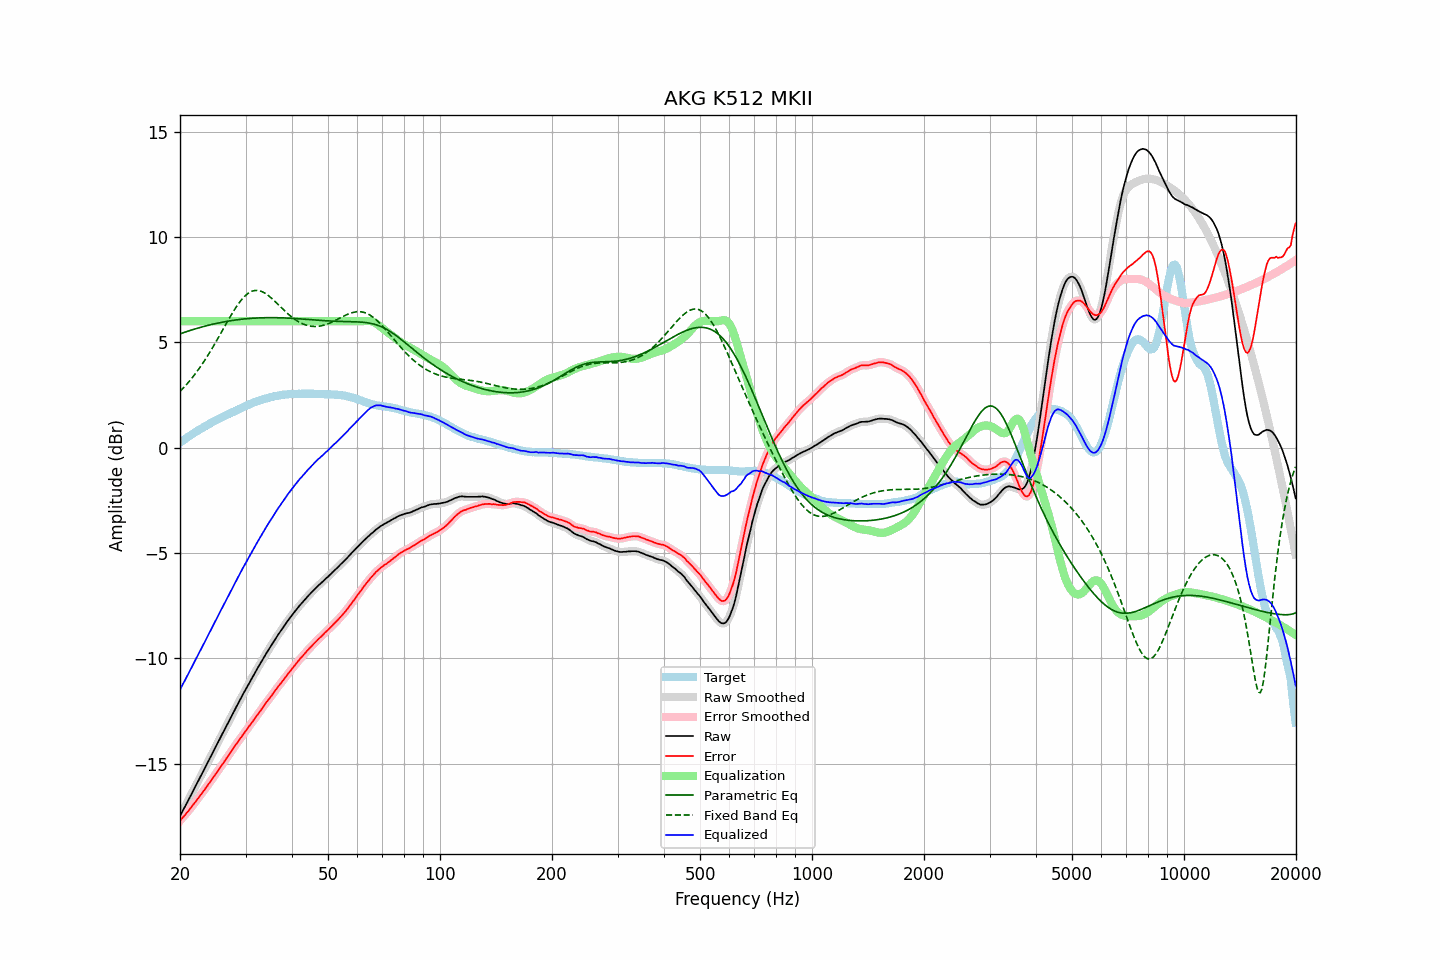 AKG K512 MKII
Amplitude (dBr)
15
10
5
0
−5
−10
−15
Target
Raw Smoothed
Error Smoothed
Raw
Error
Equalization
Parametric Eq
Fixed Band Eq
Equalized
20
50
100
200
500
1000
2000
5000
10000
20000
Frequency (Hz)